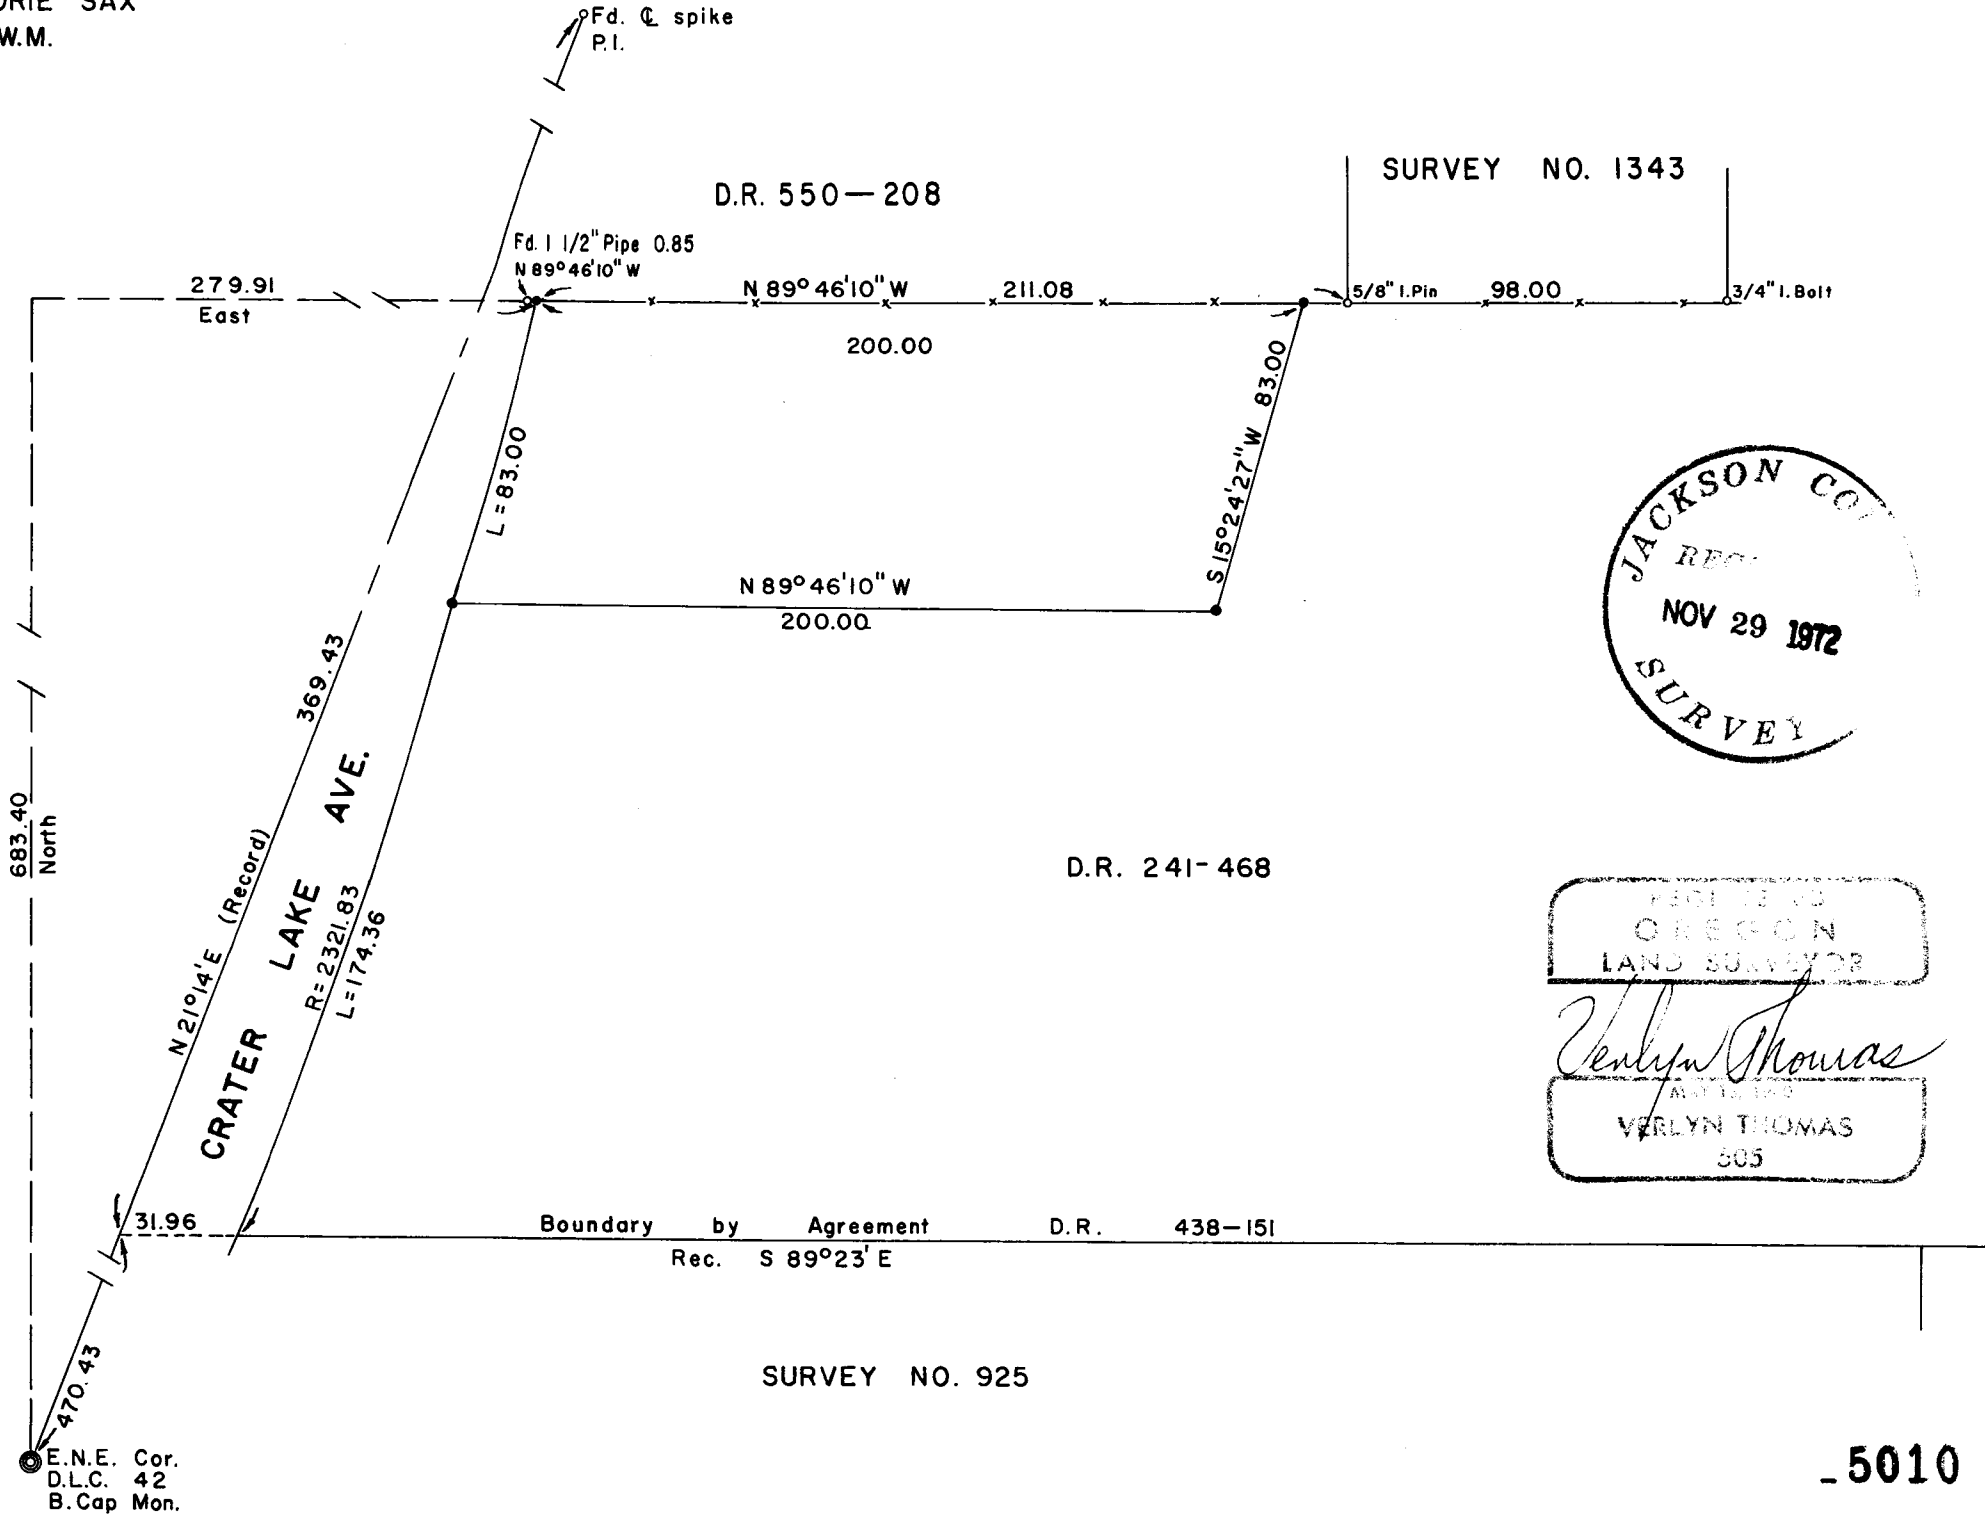 SAX
W.M.
Fd. ℄ spike
P.I.
SURVEY NO. 1343
D.R. 550—208
Fd. 1 1/2" Pipe 0.85
N 89°46'10" W
279.91
East
N 89°46'10" W 211.08
5/8" I.Pin
98.00
3/4" I.Bolt
200.00
S 15°24'27" W 83.00
L=83.00
N 89°46'10" W
200.00
JACKSON
NOV 29 1972
SURVEY
369.43
N 21°14' E (Record)
683.40
North
CRATER LAKE AVE.
R=2321.83
L=174.36
D.R. 241-468
OREGON
LAND SURVEYOR
Verlyn Thomas
VERLYN THOMAS
31.96
Boundary by Agreement D.R. 438—151
Rec. S 89°23' E
470.43
SURVEY NO. 925
E.N.E. Cor.
D.L.C. 42
B.Cap Mon.
5010